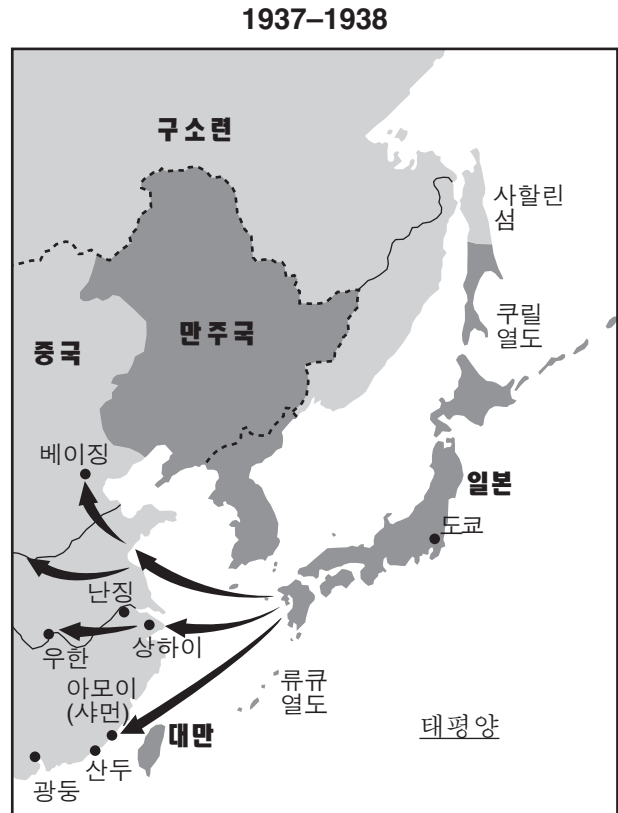 1937–1938
구소련
사할린
섬
쿠릴
열도
만주국
중국
베이징
일본
도쿄
난징
우한
상하이
아모이
(샤먼)
류큐
열도
대만
태평양
산두
광둥